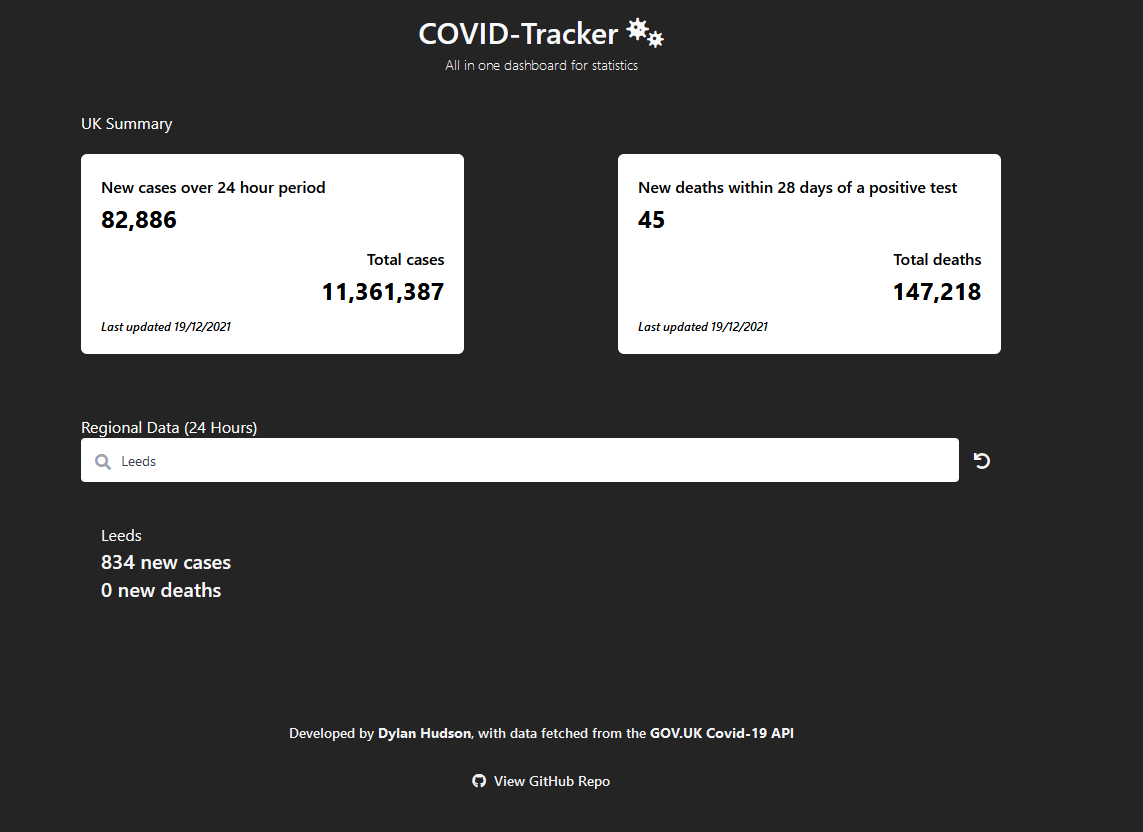 COVID-Tracker
All in one dashboard for statistics
UK Summary
New cases over 24 hour period
82,886
Total cases
11,361,387
Last updated 19/12/2021
New deaths within 28 days of a positive test
45
Total deaths
147,218
Last updated 19/12/2021
Regional Data (24 Hours)
Leeds
Leeds
834 new cases
0 new deaths
Developed by Dylan Hudson, with data fetched from the GOV.UK Covid-19 API
View GitHub Repo